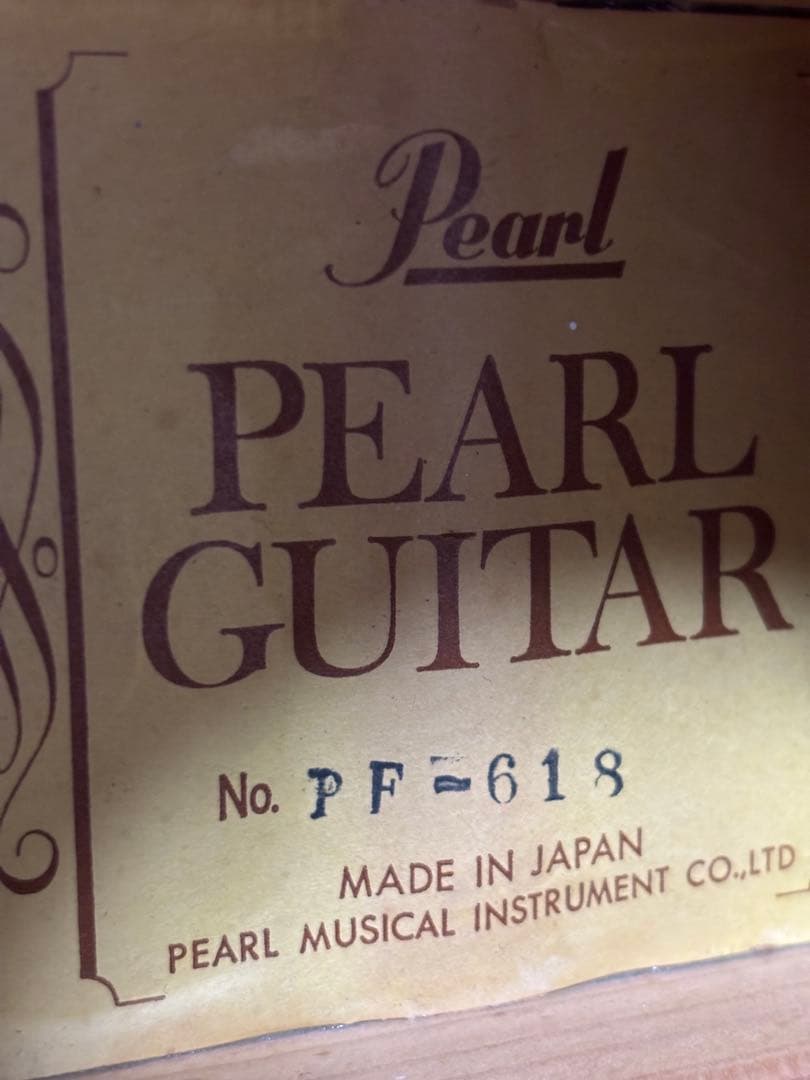 Pearl
PEARL
GUITAR
No. PF-618
MADE IN JAPAN
PEARL MUSICAL INSTRUMENT CO.,LTD